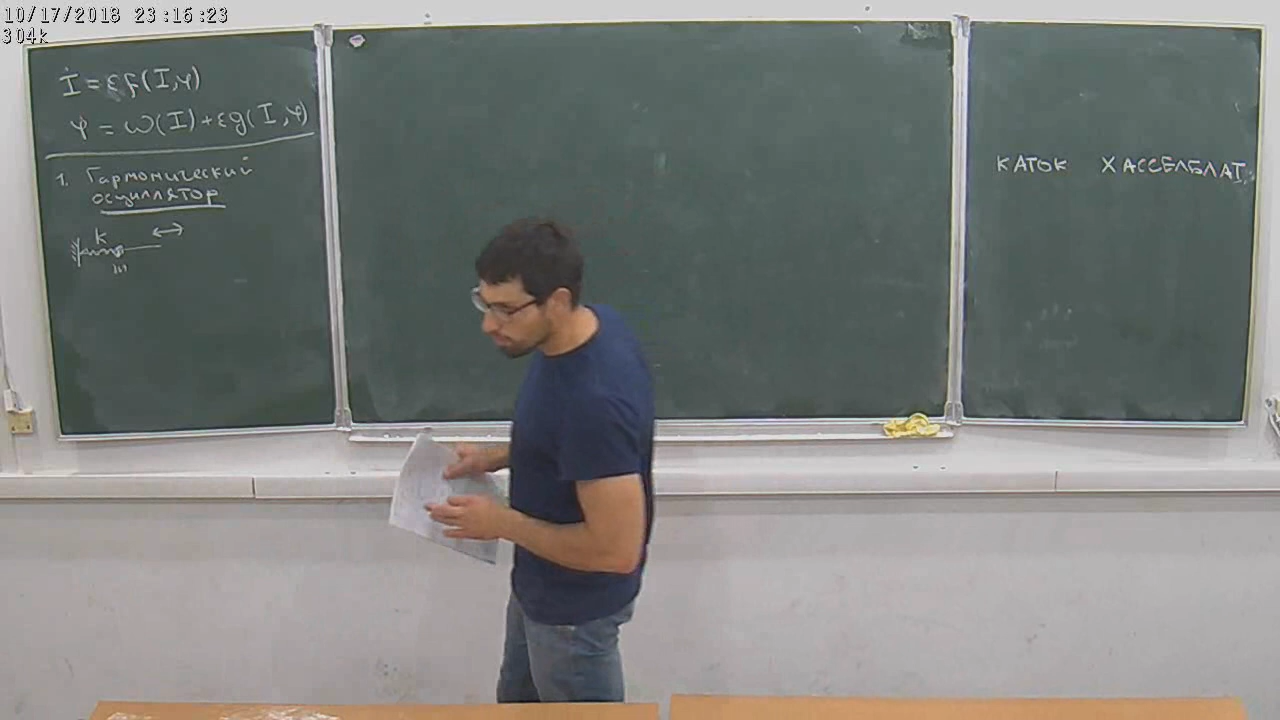 10/17/2018 23:16:23
304k
İ = εf(I,φ)
φ̇ = ω(I)+εg(I,φ)
1. Гармонический
осциллятор
k
m
КАТОК ХАССЕЛБЛАТ